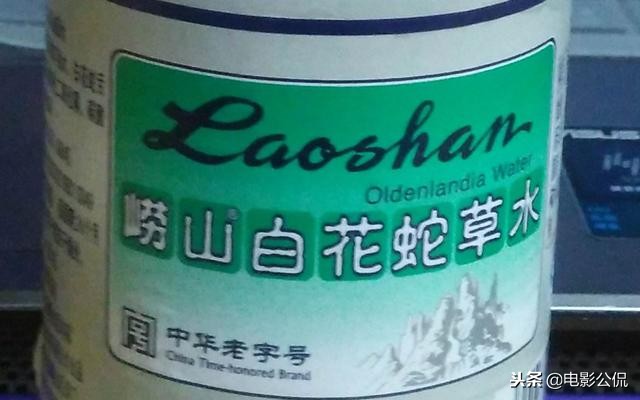 Laoshan
Oldenlandia Water
崂山®白花蛇草水
中华老字号
China Time-honored Brand
头条 @电影公侃